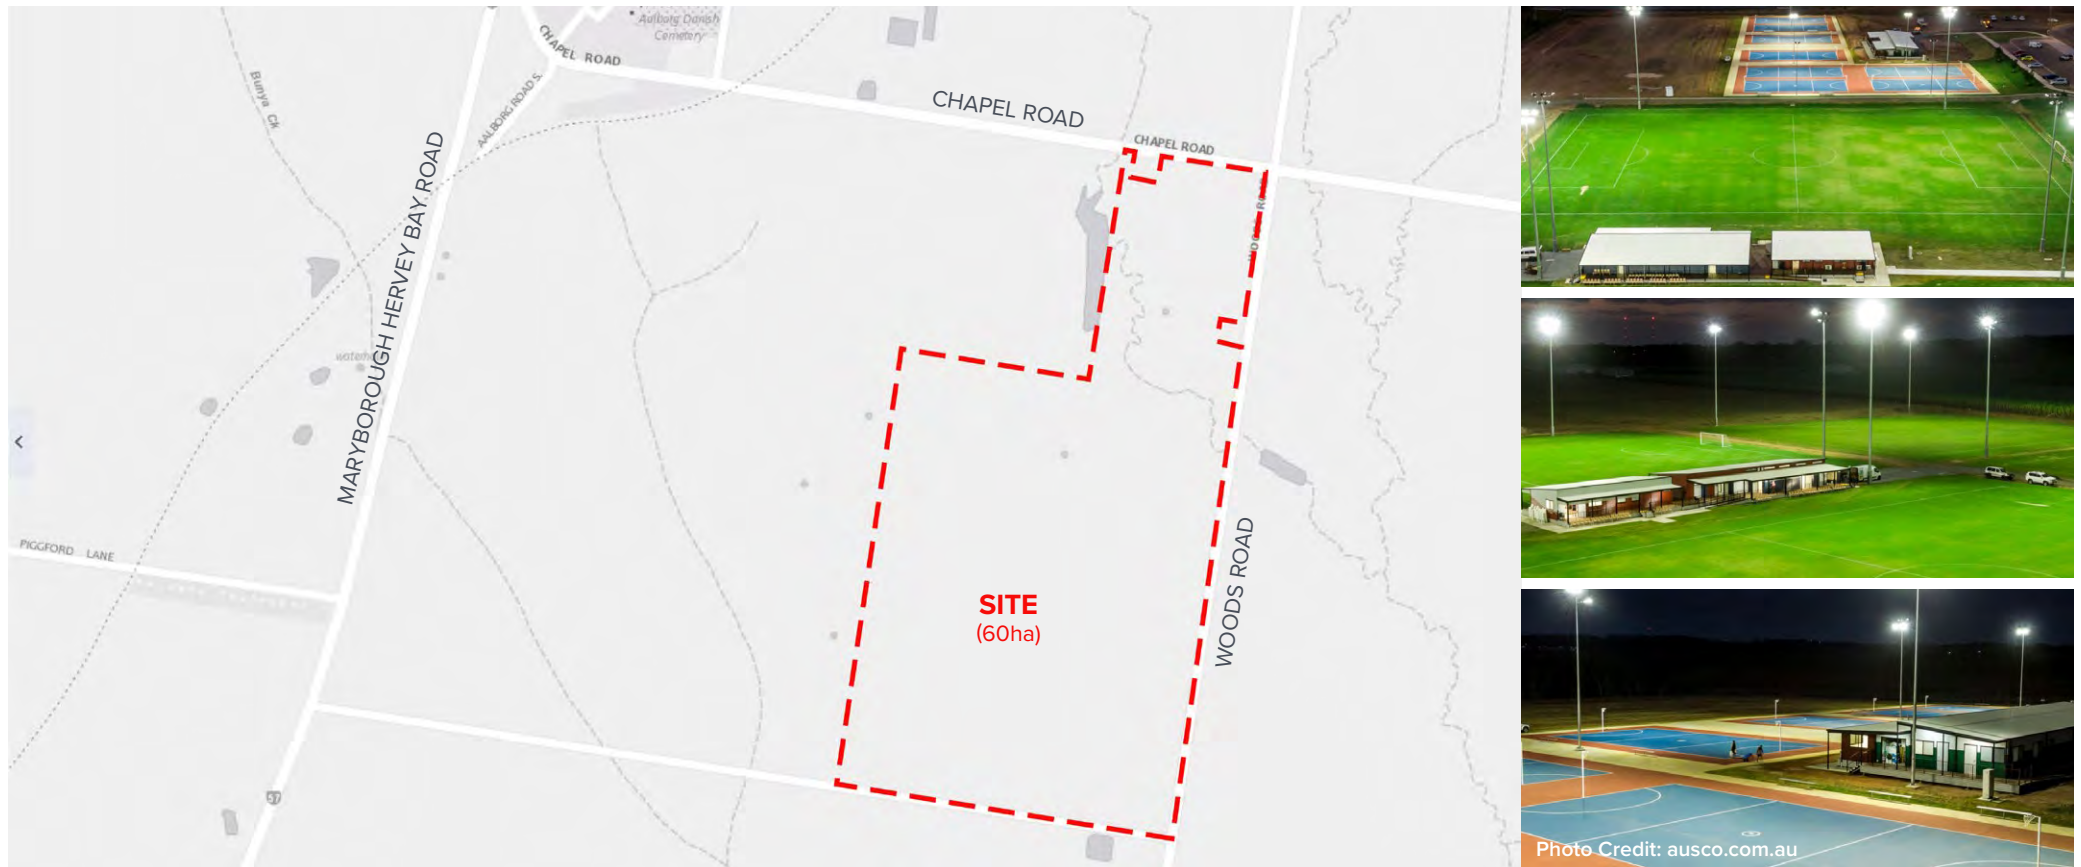 Aalborg Danish
Cemetery
CHAPEL ROAD
AALBORG ROAD S.
Bunya Ck
CHAPEL ROAD
CHAPEL ROAD
MARYBOROUGH HERVEY BAY ROAD
PIGGFORD LANE
SITE
(60ha)
WOODS ROAD
57
Photo Credit: ausco.com.au